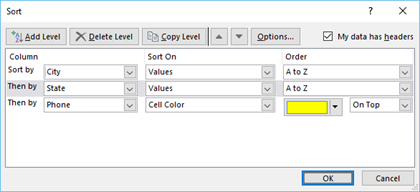 Sort
? ×
Add Level Delete Level Copy Level Options... My data has headers
Column Sort On Order
Sort by City Values A to Z
Then by State Values A to Z
Then by Phone Cell Color On Top
OK Cancel